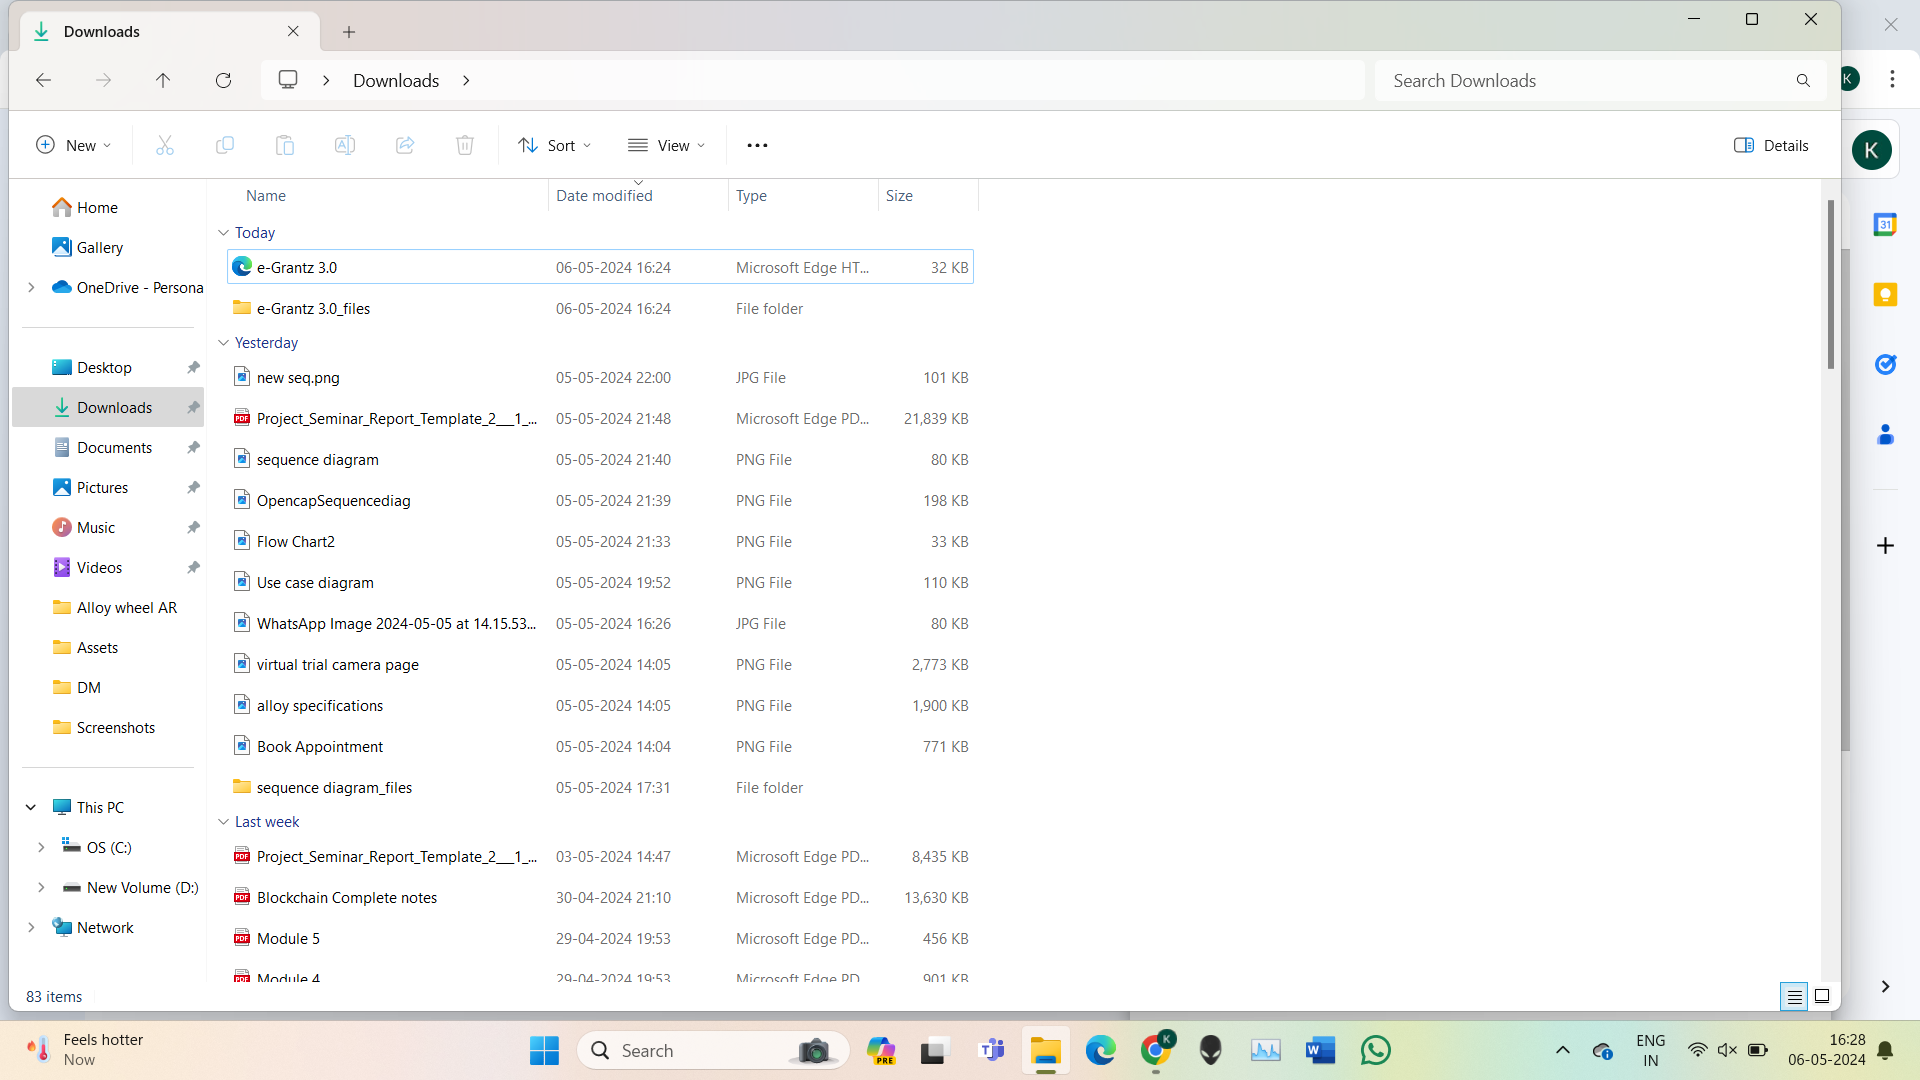 Downloads
Downloads
Search Downloads
K
New
Sort
View
Details
K
Name Date modified Type Size
Home
Gallery
OneDrive - Persona
Desktop
Downloads
Documents
Pictures
Music
Videos
Alloy wheel AR
Assets
DM
Screenshots
This PC
OS (C:)
New Volume (D:)
Network
Today
e-Grantz 3.0 06-05-2024 16:24 Microsoft Edge HT... 32 KB
e-Grantz 3.0_files 06-05-2024 16:24 File folder
Yesterday
new seq.png 05-05-2024 22:00 JPG File 101 KB
Project_Seminar_Report_Template_2___1_... 05-05-2024 21:48 Microsoft Edge PD... 21,839 KB
sequence diagram 05-05-2024 21:40 PNG File 80 KB
OpencapSequencediag 05-05-2024 21:39 PNG File 198 KB
Flow Chart2 05-05-2024 21:33 PNG File 33 KB
Use case diagram 05-05-2024 19:52 PNG File 110 KB
WhatsApp Image 2024-05-05 at 14.15.53... 05-05-2024 16:26 JPG File 80 KB
virtual trial camera page 05-05-2024 14:05 PNG File 2,773 KB
alloy specifications 05-05-2024 14:05 PNG File 1,900 KB
Book Appointment 05-05-2024 14:04 PNG File 771 KB
sequence diagram_files 05-05-2024 17:31 File folder
Last week
Project_Seminar_Report_Template_2___1_... 03-05-2024 14:47 Microsoft Edge PD... 8,435 KB
Blockchain Complete notes 30-04-2024 21:10 Microsoft Edge PD... 13,630 KB
Module 5 29-04-2024 19:53 Microsoft Edge PD... 456 KB
Module 4 29-04-2024 19:53 Microsoft Edge PD... 901 KB
31
83 items
Feels hotter
Now
Search
PRE
K
ENG
IN
16:28
06-05-2024